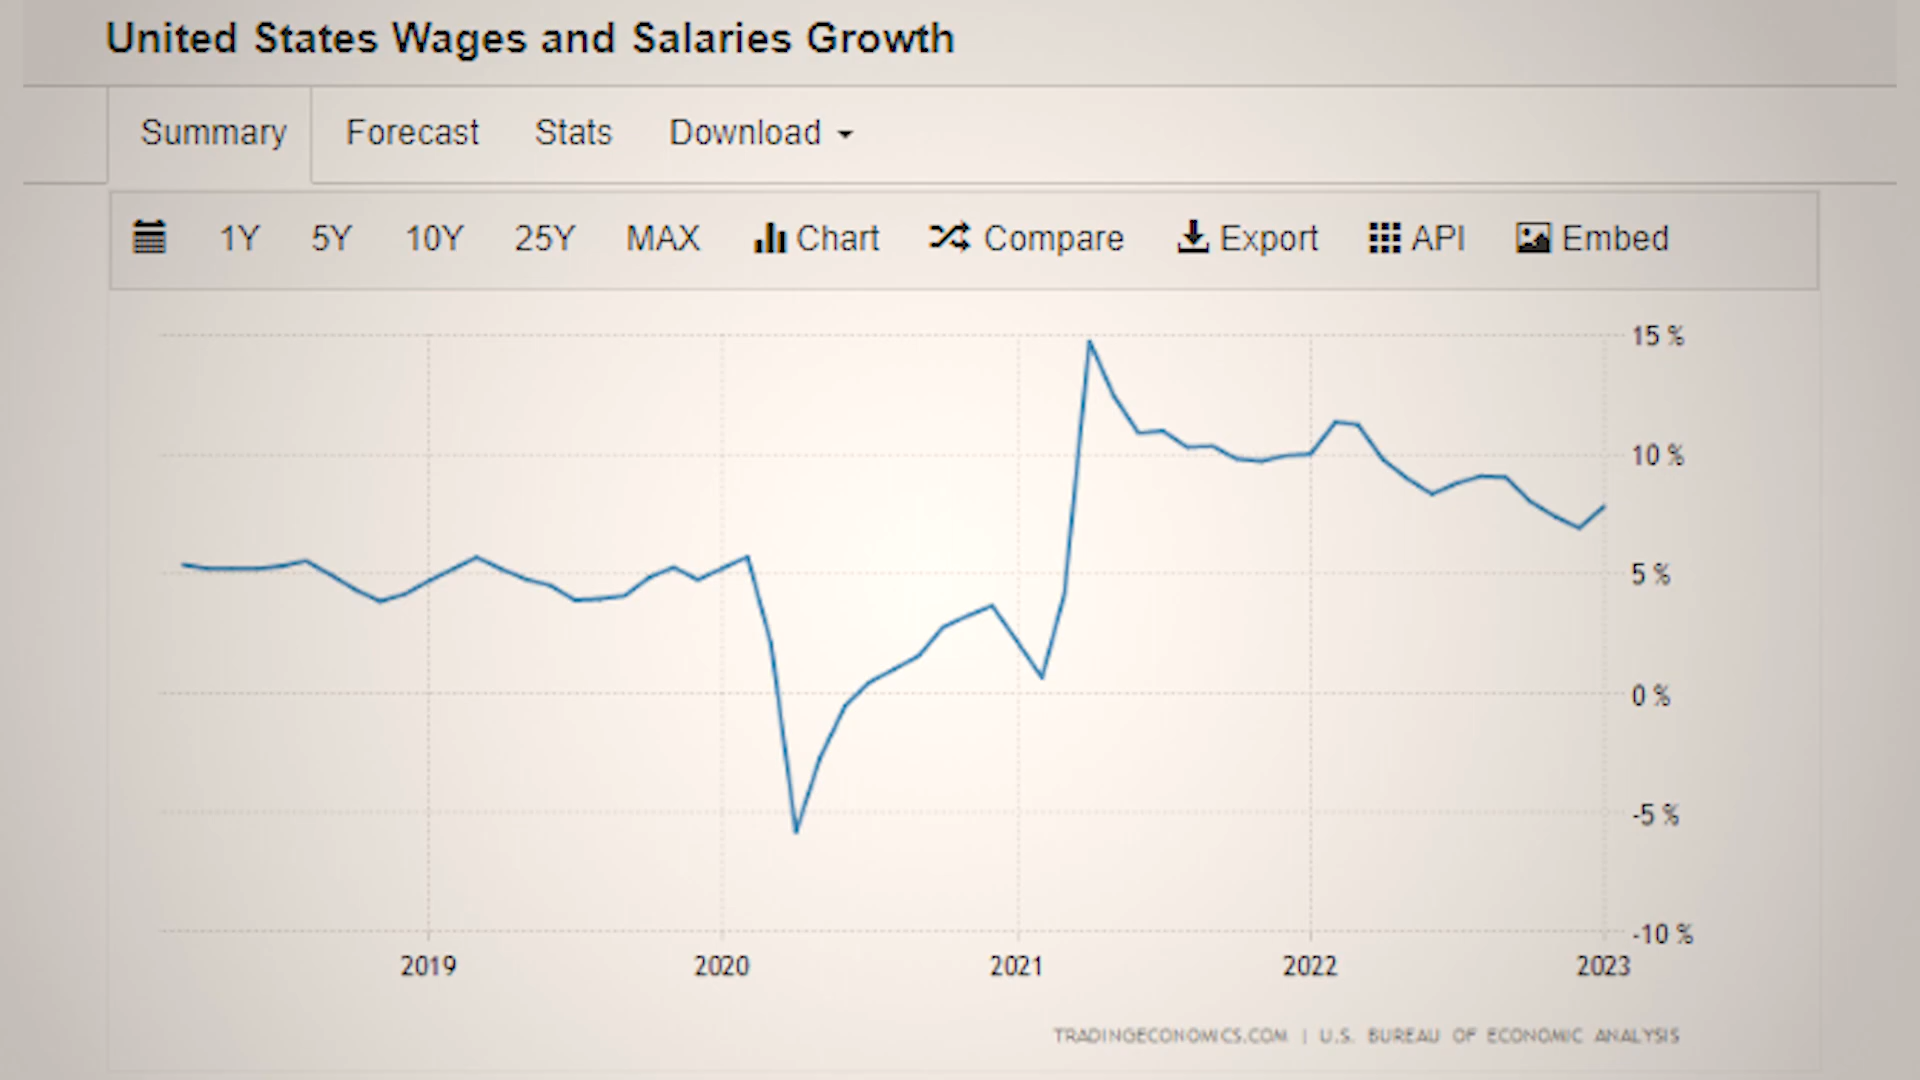 United States Wages and Salaries Growth
Summary Forecast Stats Download
1Y 5Y 10Y 25Y MAX Chart Compare Export API Embed
15 %
10 %
5 %
0 %
-5 %
-10 %
2019 2020 2021 2022 2023
TRADINGECONOMICS.COM | U.S. BUREAU OF ECONOMIC ANALYSIS